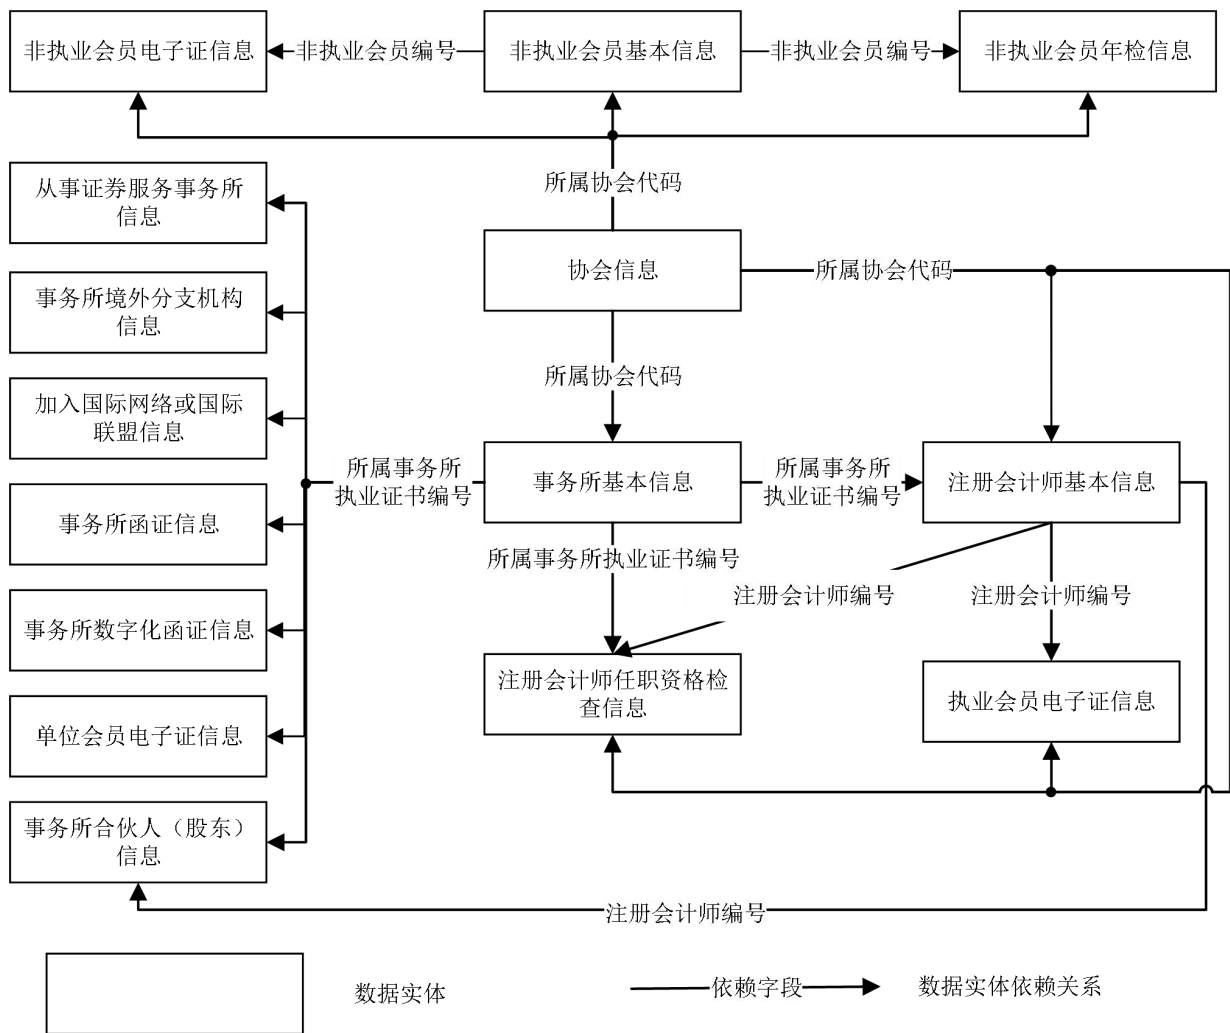 非执业会员电子证信息
非执业会员编号
非执业会员基本信息
非执业会员编号
非执业会员年检信息
所属协会代码
从事证券服务事务所
信息
协会信息
所属协会代码
事务所境外分支机构
信息
所属协会代码
加入国际网络或国际
联盟信息
所属事务所
执业证书编号
事务所基本信息
所属事务所
执业证书编号
注册会计师基本信息
事务所函证信息
所属事务所执业证书编号
注册会计师编号
注册会计师编号
事务所数字化函证信息
注册会计师任职资格检
查信息
执业会员电子证信息
单位会员电子证信息
事务所合伙人（股东）
信息
注册会计师编号
数据实体
依赖字段
数据实体依赖关系